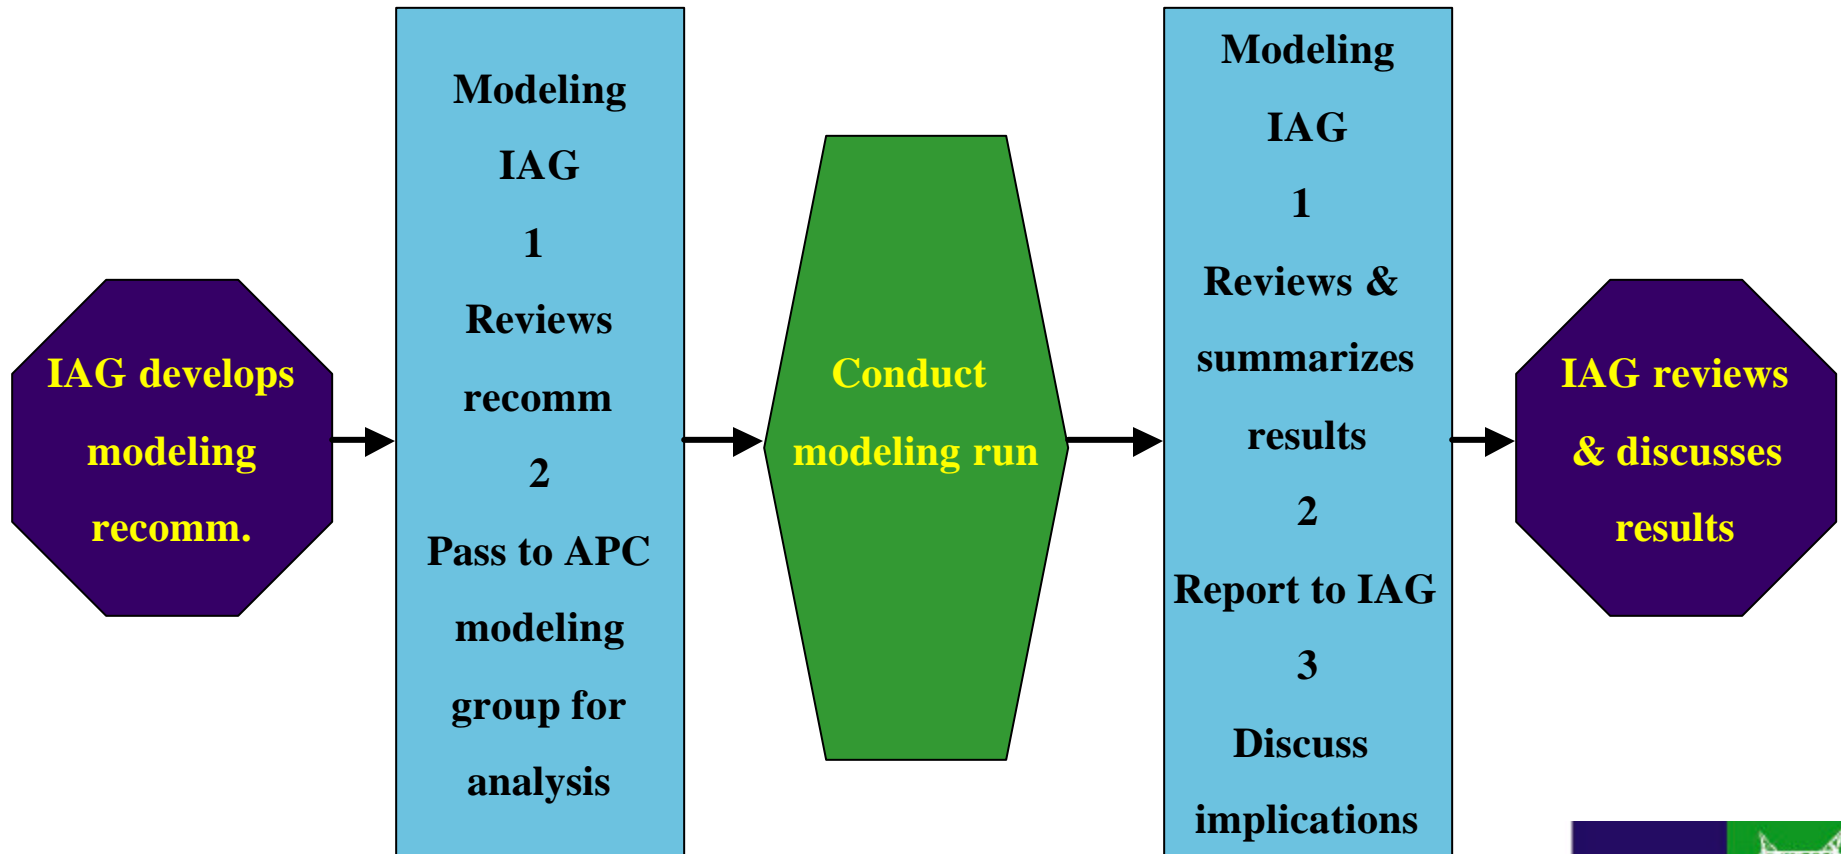 IAG develops
modeling
recomm.
Modeling
IAG
1
Reviews
recomm
2
Pass to APC
modeling
group for
analysis
Conduct
modeling run
Modeling
IAG
1
Reviews &
summarizes
results
2
Report to IAG
3
Discuss
implications
IAG reviews
& discusses
results